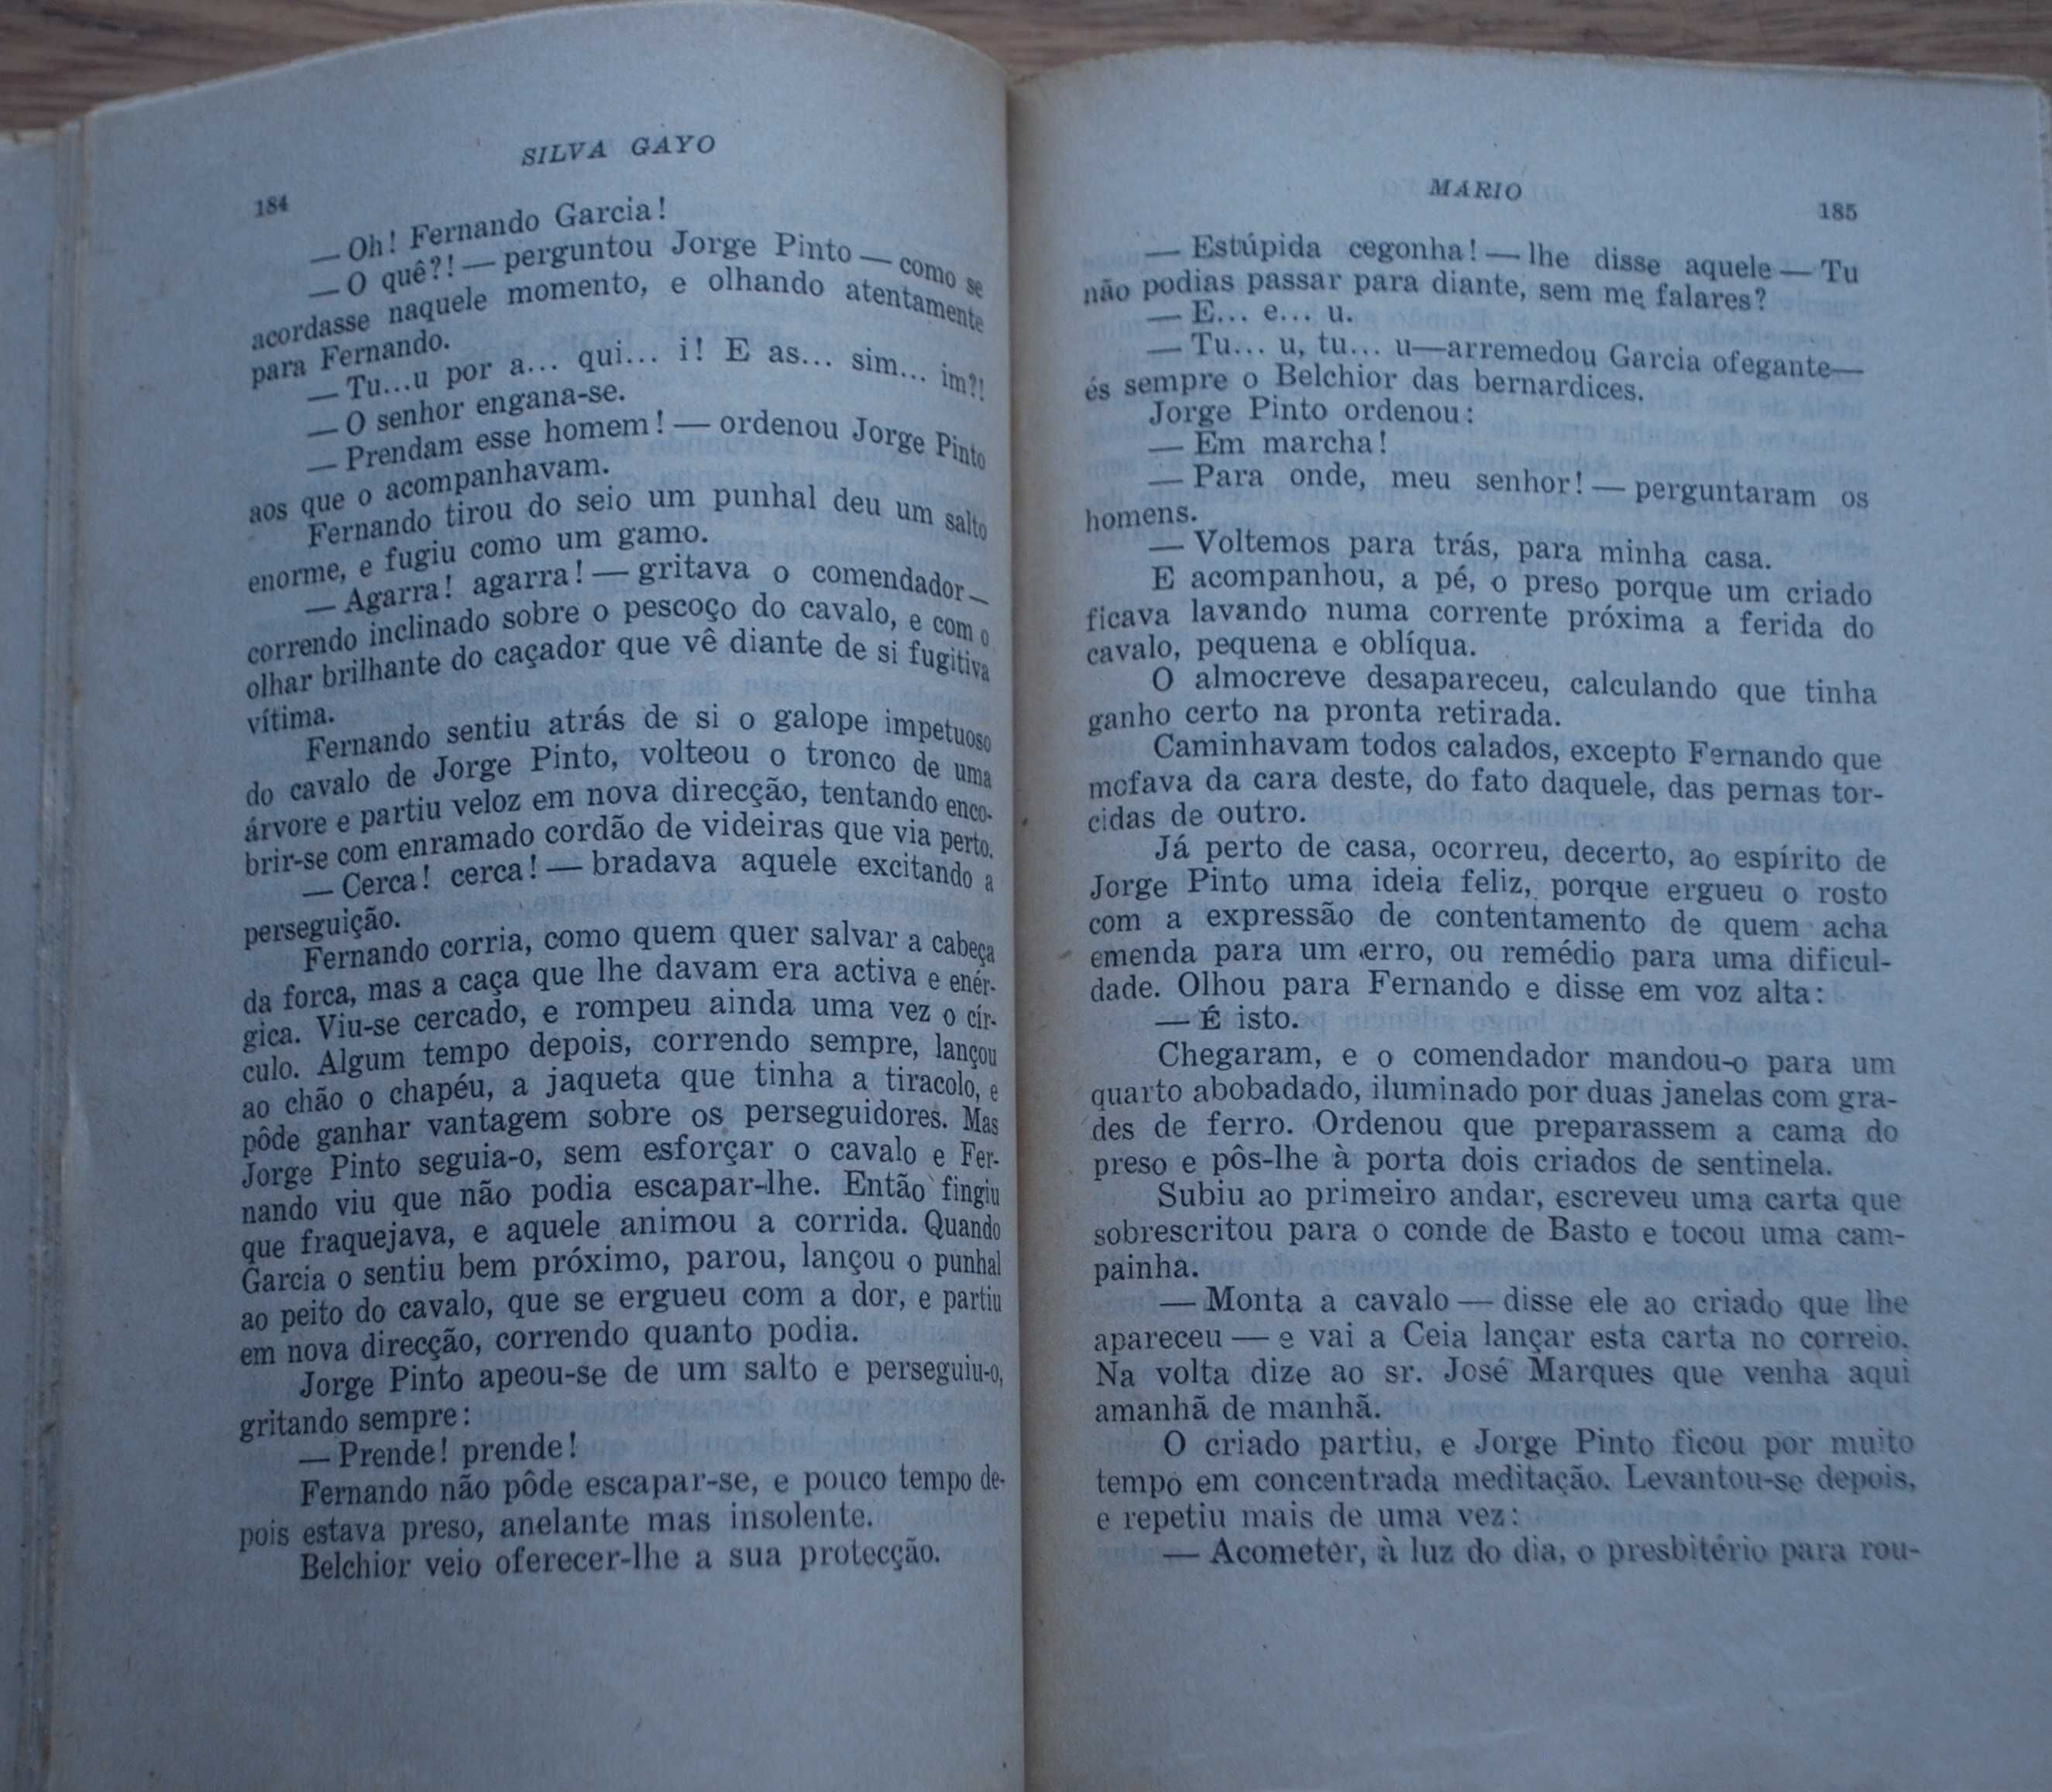 SILVA GAYO
184
— Oh! Fernando Garcia!
— O quê?! — perguntou Jorge Pinto — como se
acordasse naquele momento, e olhando atentamente
para Fernando.
— Tu...u por a... qui... i! E as... sim... im?!
— O senhor engana-se.
— Prendam esse homem! — ordenou Jorge Pinto
aos que o acompanhavam.
Fernando tirou do seio um punhal deu um salto
enorme, e fugiu como um gamo.
— Agarra! agarra! — gritava o comendador —
correndo inclinado sobre o pescoço do cavalo, e com o
olhar brilhante do caçador que vê diante de si fugitiva
vítima.
Fernando sentiu atrás de si o galope impetuoso
do cavalo de Jorge Pinto, volteou o tronco de uma
árvore e partiu veloz em nova direcção, tentando enco-
brir-se com enramado cordão de videiras que via perto.
— Cerca! cerca! — bradava aquele excitando a
perseguição.
Fernando corria, como quem quer salvar a cabeça
da forca, mas a caça que lhe davam era activa e enér-
gica. Viu-se cercado, e rompeu ainda uma vez o cír-
culo. Algum tempo depois, correndo sempre, lançou
ao chão o chapéu, a jaqueta que tinha a tiracolo, e
pôde ganhar vantagem sobre os perseguidores. Mas
Jorge Pinto seguia-o, sem esforçar o cavalo e Fer-
nando viu que não podia escapar-lhe. Então fingiu
que fraquejava, e aquele animou a corrida. Quando
Garcia o sentiu bem próximo, parou, lançou o punhal
ao peito do cavalo, que se ergueu com a dor, e partiu
em nova direcção, correndo quanto podia.
Jorge Pinto apeou-se de um salto e perseguiu-o,
gritando sempre:
— Prende! prende!
Fernando não pôde escapar-se, e pouco tempo de-
pois estava preso, anelante mas insolente.
Belchior veio oferecer-lhe a sua protecção.
MARIO
185
— Estúpida cegonha! — lhe disse aquele — Tu
não podias passar para diante, sem me falares?
— E... e... u.
— Tu... u, tu... u—arremedou Garcia ofegante—
és sempre o Belchior das bernardices.
Jorge Pinto ordenou:
— Em marcha!
— Para onde, meu senhor! — perguntaram os
homens.
— Voltemos para trás, para minha casa.
E acompanhou, a pé, o preso porque um criado
ficava lavando numa corrente próxima a ferida do
cavalo, pequena e oblíqua.
O almocreve desapareceu, calculando que tinha
ganho certo na pronta retirada.
Caminhavam todos calados, excepto Fernando que
mofava da cara deste, do fato daquele, das pernas tor-
cidas de outro.
Já perto de casa, ocorreu, decerto, ao espírito de
Jorge Pinto uma ideia feliz, porque ergueu o rosto
com a expressão de contentamento de quem acha
emenda para um erro, ou remédio para uma dificul-
dade. Olhou para Fernando e disse em voz alta:
— É isto.
Chegaram, e o comendador mandou-o para um
quarto abobadado, iluminado por duas janelas com gra-
des de ferro. Ordenou que preparassem a cama do
preso e pôs-lhe à porta dois criados de sentinela.
Subiu ao primeiro andar, escreveu uma carta que
sobrescritou para o conde de Basto e tocou uma cam-
painha.
— Monta a cavalo — disse ele ao criado que lhe
apareceu — e vai a Ceia lançar esta carta no correio.
Na volta dize ao sr. José Marques que venha aqui
amanhã de manhã.
O criado partiu, e Jorge Pinto ficou por muito
tempo em concentrada meditação. Levantou-se depois,
e repetiu mais de uma vez:
— Acometer, à luz do dia, o presbitério para rou-